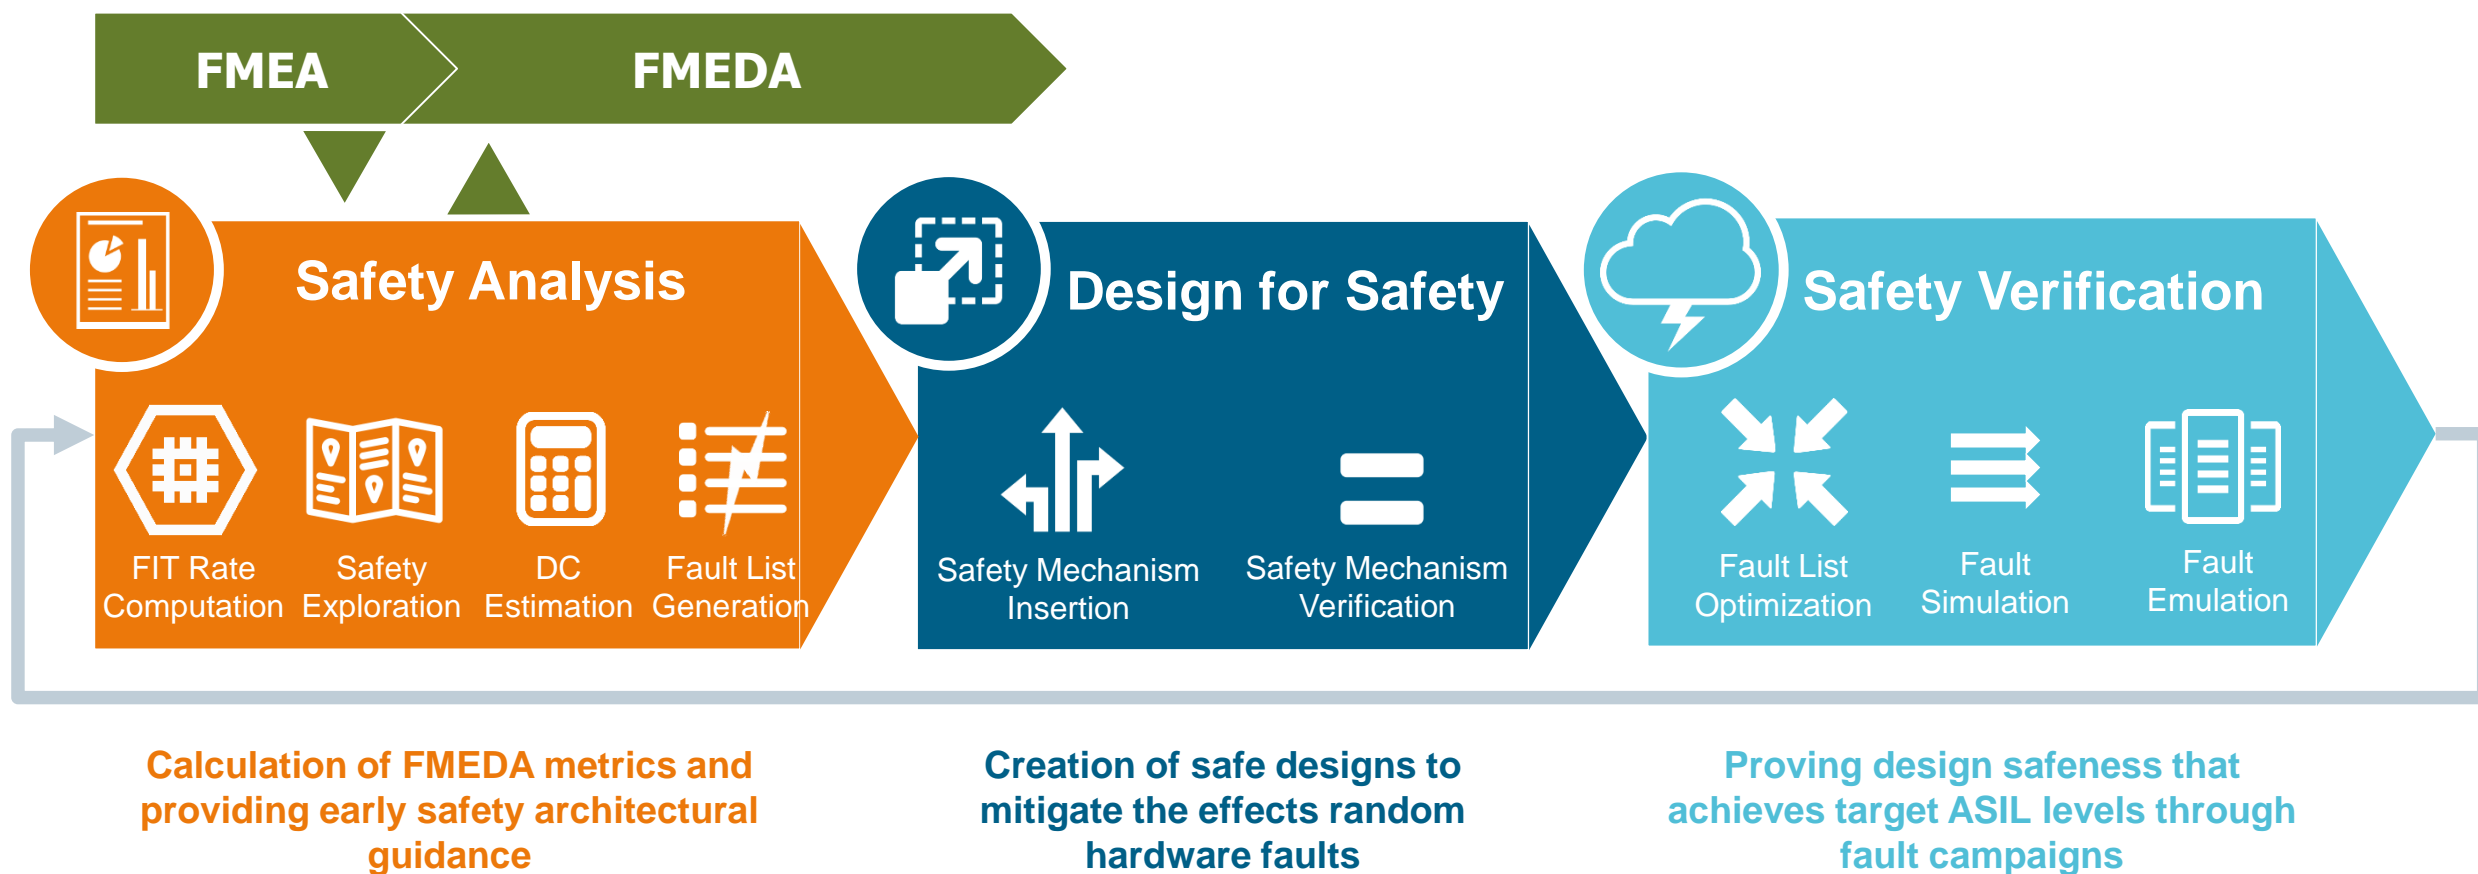 FMEA
FMEDA
Safety Analysis
FIT Rate
Computation
Safety
Exploration
DC
Estimation
Fault List
Generation
Design for Safety
Safety Mechanism
Insertion
Safety Mechanism
Verification
Safety Verification
Fault List
Optimization
Fault
Simulation
Fault
Emulation
Calculation of FMEDA metrics and
providing early safety architectural
guidance
Creation of safe designs to
mitigate the effects random
hardware faults
Proving design safeness that
achieves target ASIL levels through
fault campaigns